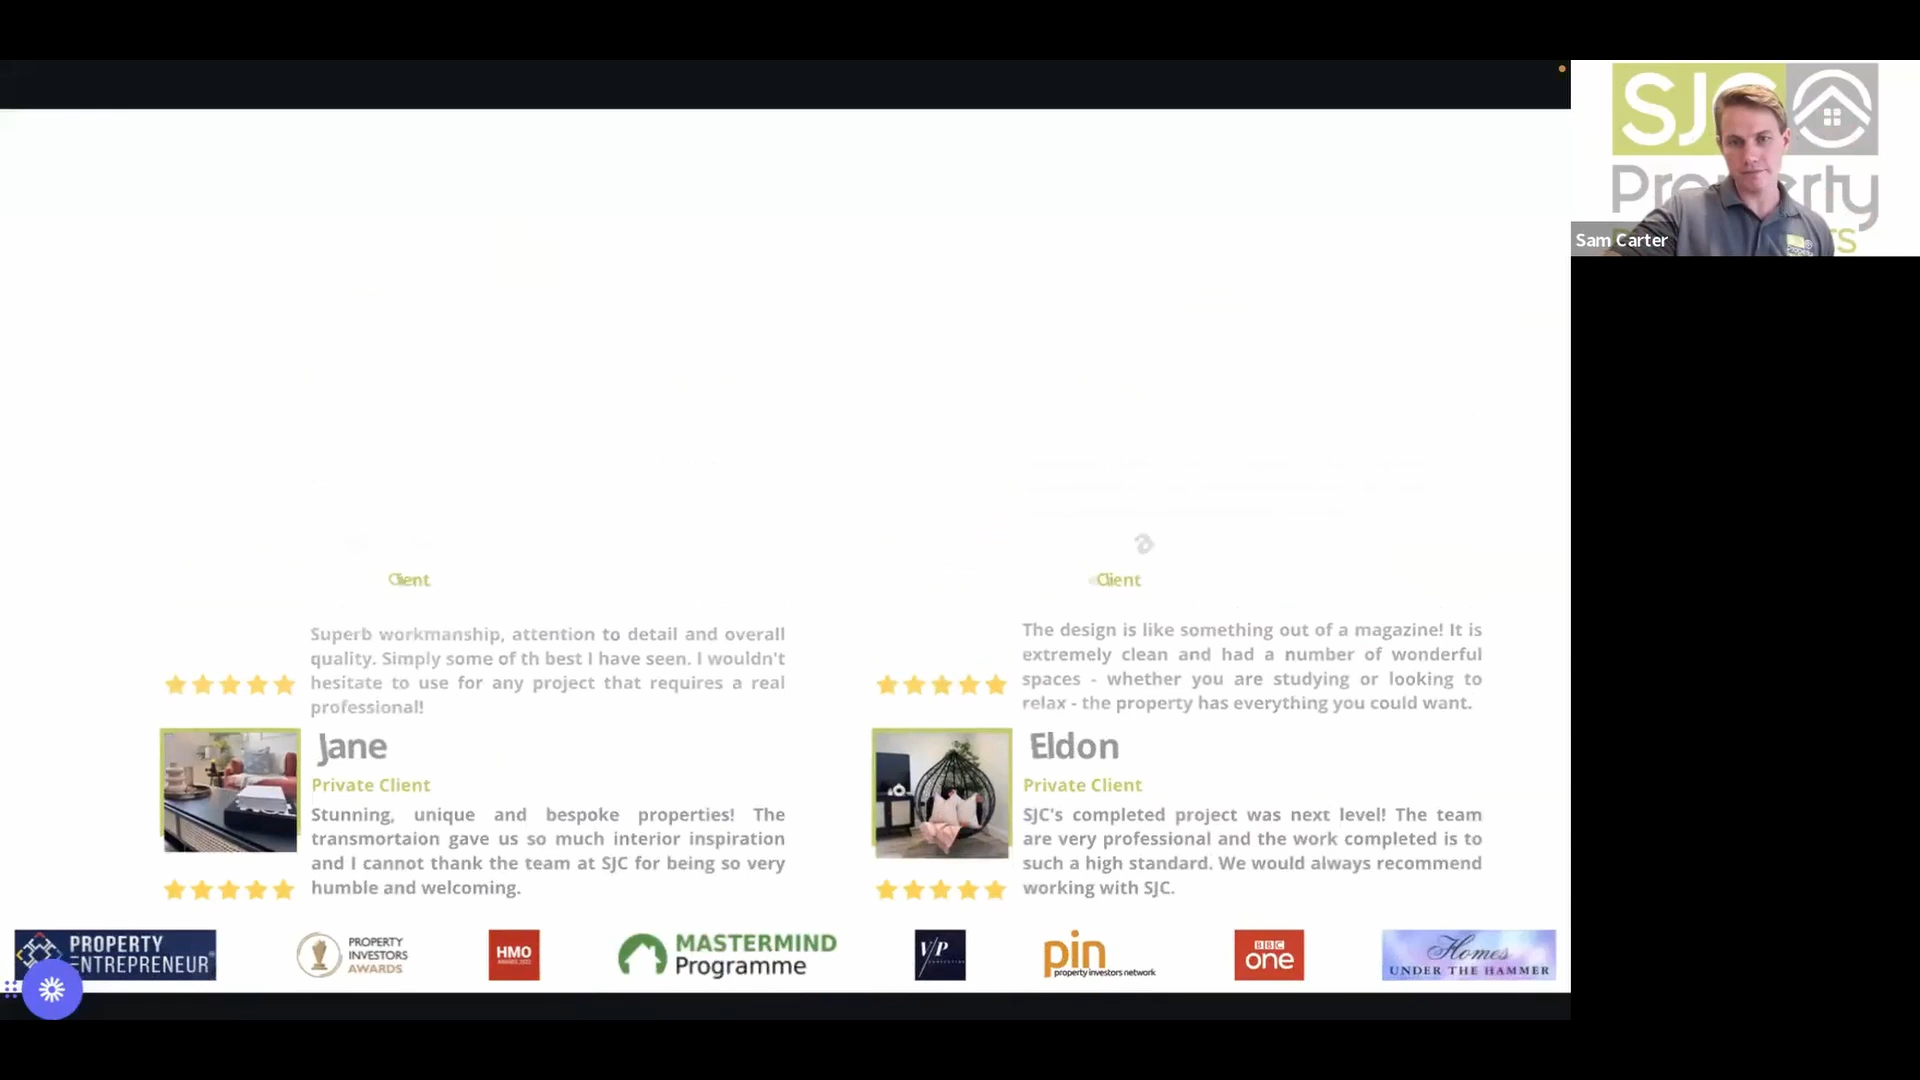 SJC
Property
Sam Carter
Client
Client
Superb workmanship, attention to detail and overall
quality. Simply some of th best I have seen. I wouldn't
hesitate to use for any project that requires a real
professional!
The design is like something out of a magazine! It is
extremely clean and had a number of wonderful
spaces - whether you are studying or looking to
relax - the property has everything you could want.
Jane
Private Client
Stunning, unique and bespoke properties! The
transmortaion gave us so much interior inspiration
and I cannot thank the team at SJC for being so very
humble and welcoming.
Eldon
Private Client
SJC's completed project was next level! The team
are very professional and the work completed is to
such a high standard. We would always recommend
working with SJC.
PROPERTY
ENTREPRENEUR
PROPERTY
INVESTORS
AWARDS
HMO
MASTERMIND
Programme
V/P
pin
property investors network
BBC
one
Homes
UNDER THE HAMMER